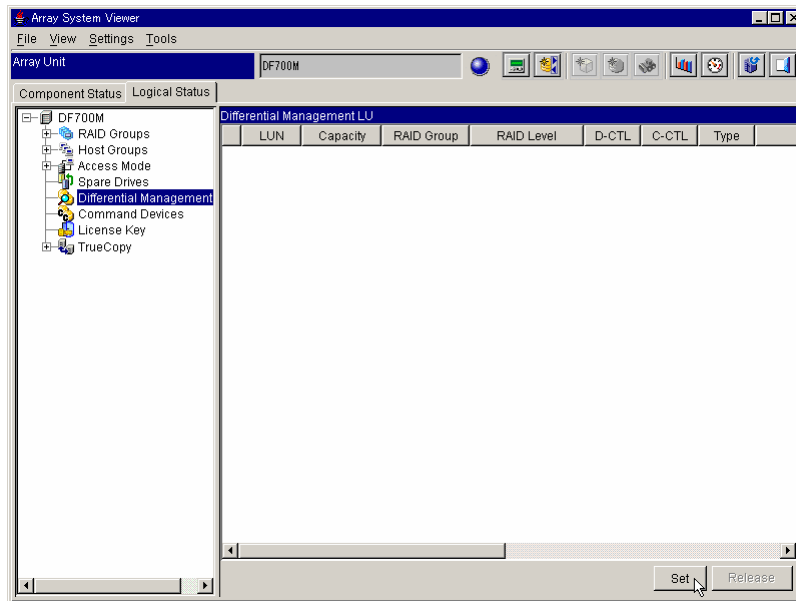 Array System Viewer
File View Settings Tools
Array Unit
DF700M
Component Status Logical Status
DF700M
RAID Groups
Host Groups
Access Mode
Spare Drives
Differential Management
Command Devices
License Key
TrueCopy
Differential Management LU
LUN Capacity RAID Group RAID Level D-CTL C-CTL Type
Set Release